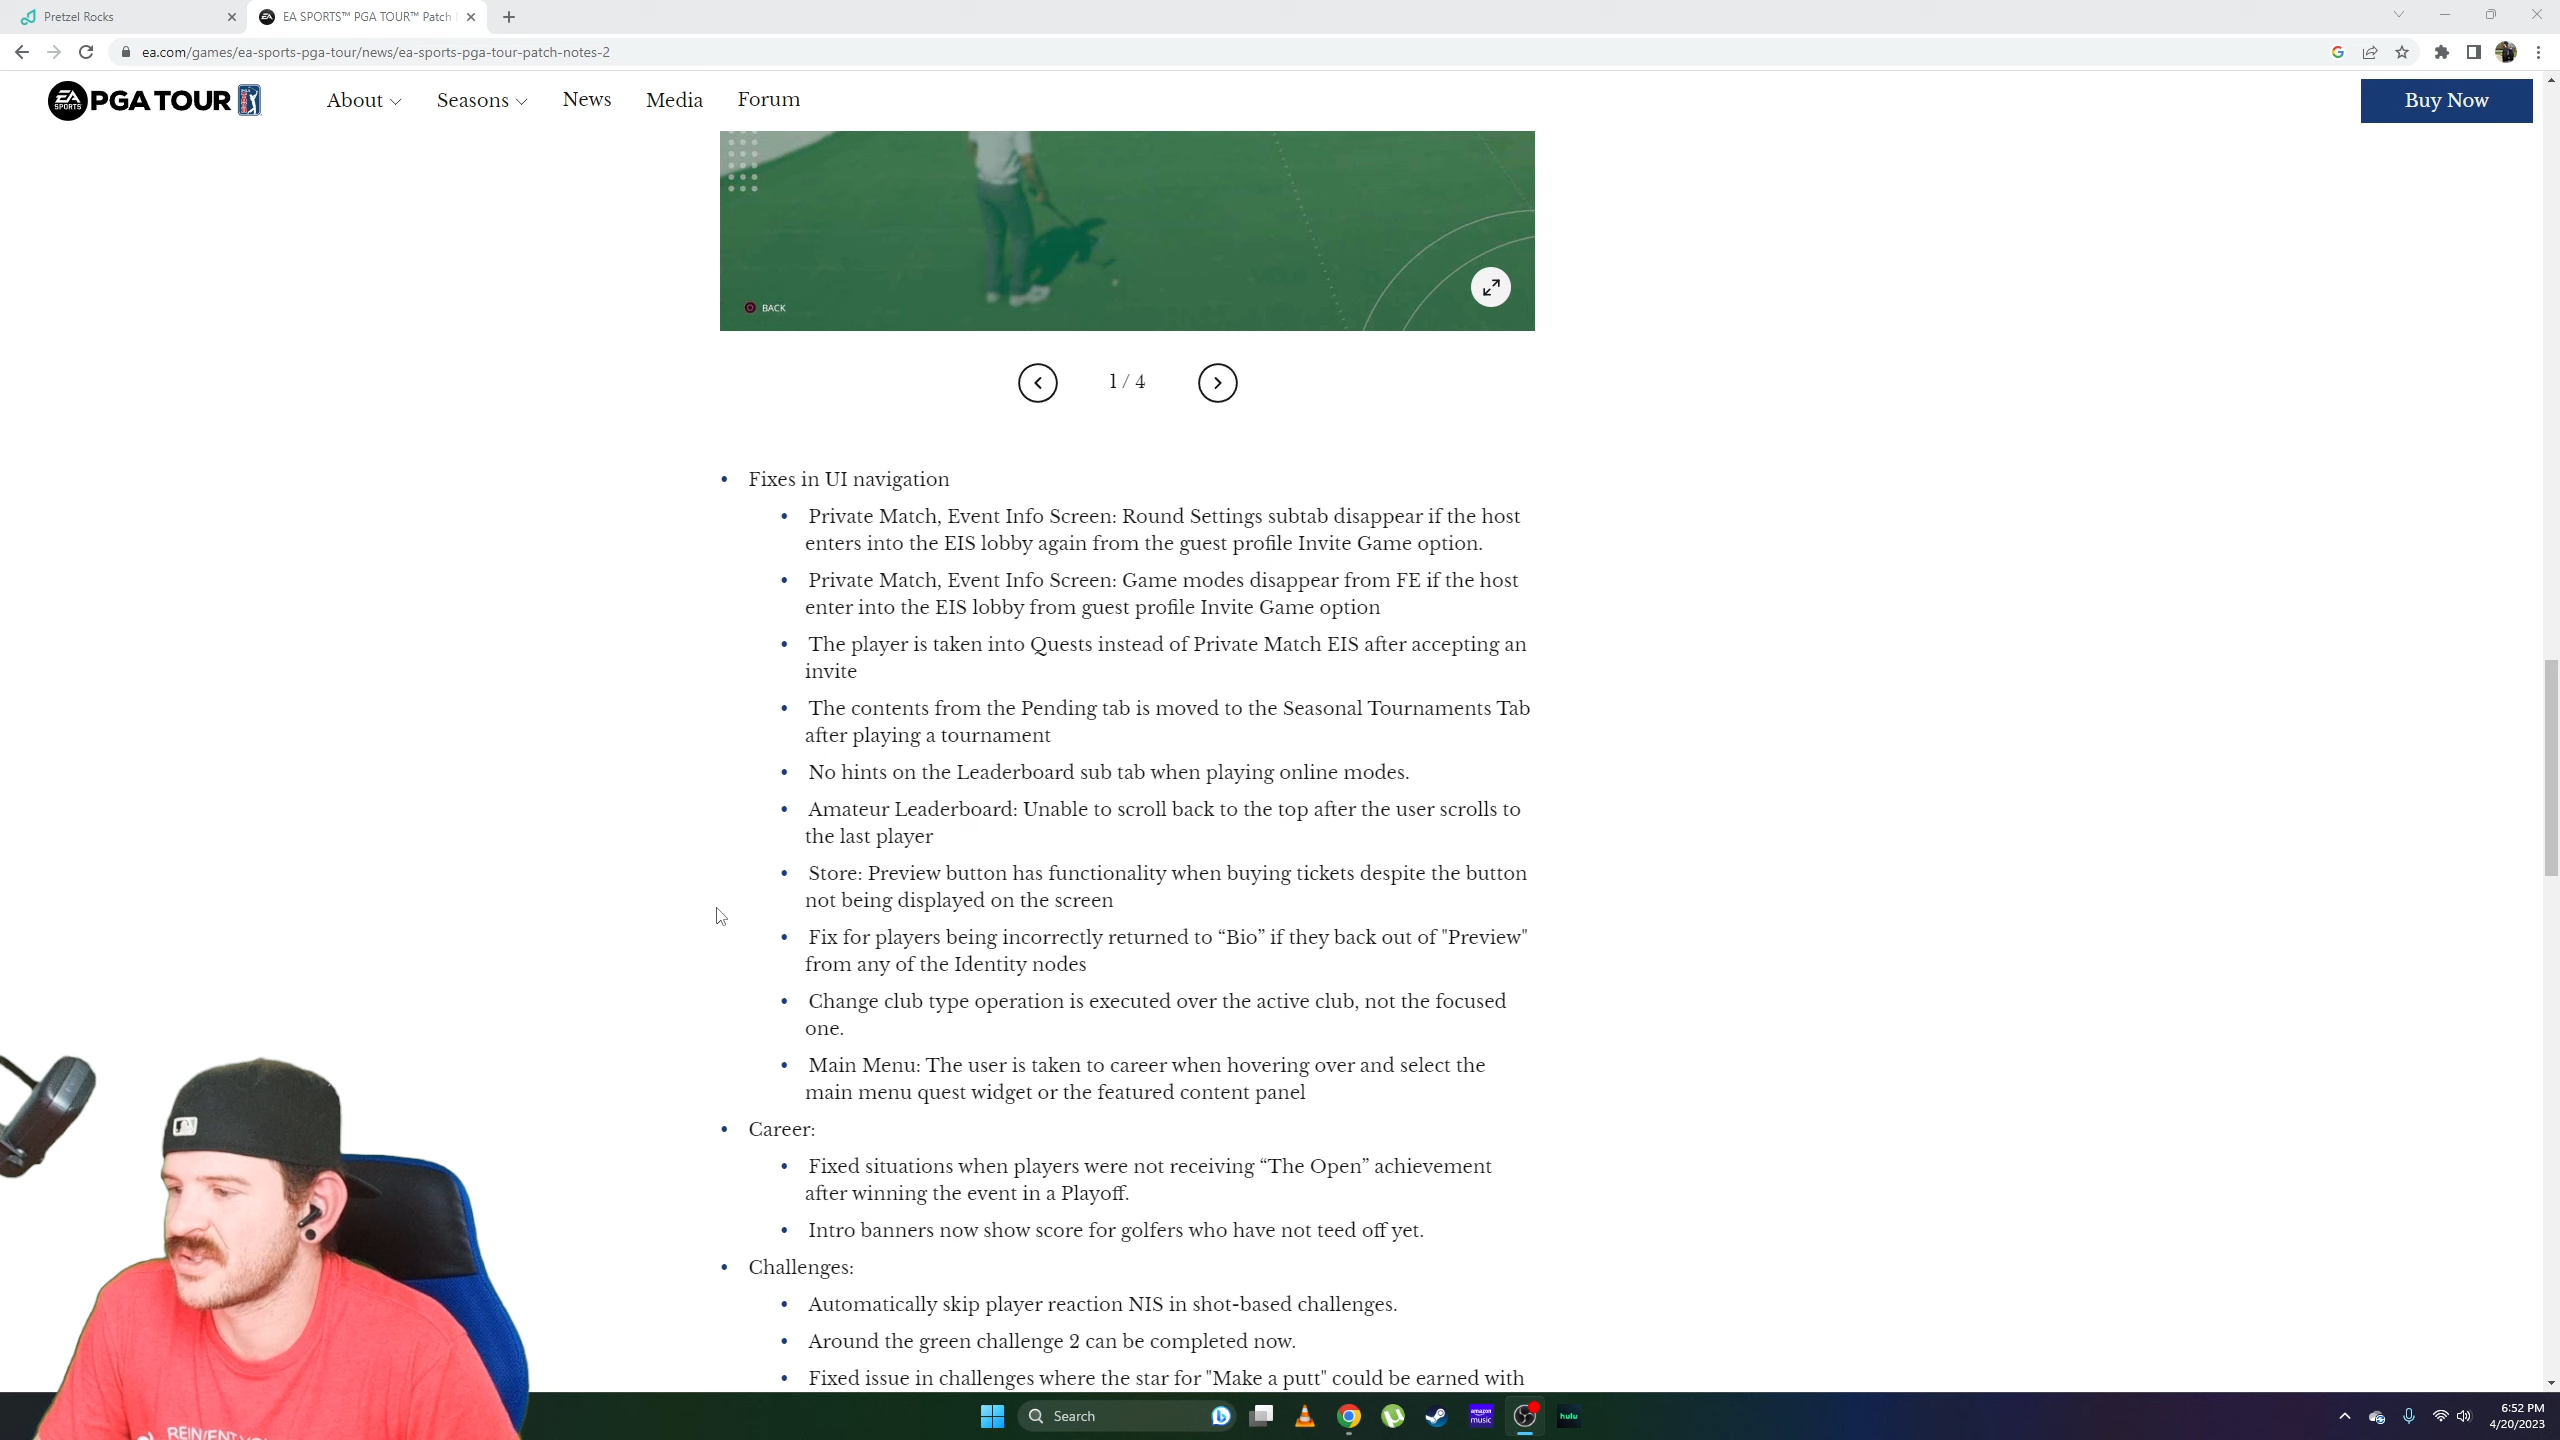 Pretzel Rocks
EA SPORTS™ PGA TOUR™ Patch
ea.com/games/ea-sports-pga-tour/news/ea-sports-pga-tour-patch-notes-2
EA SPORTS PGA TOUR
About
Seasons
News
Media
Forum
Buy Now
BACK
1 / 4
Fixes in UI navigation
Private Match, Event Info Screen: Round Settings subtab disappear if the host
enters into the EIS lobby again from the guest profile Invite Game option.
Private Match, Event Info Screen: Game modes disappear from FE if the host
enter into the EIS lobby from guest profile Invite Game option
The player is taken into Quests instead of Private Match EIS after accepting an
invite
The contents from the Pending tab is moved to the Seasonal Tournaments Tab
after playing a tournament
No hints on the Leaderboard sub tab when playing online modes.
Amateur Leaderboard: Unable to scroll back to the top after the user scrolls to
the last player
Store: Preview button has functionality when buying tickets despite the button
not being displayed on the screen
Fix for players being incorrectly returned to “Bio” if they back out of "Preview"
from any of the Identity nodes
Change club type operation is executed over the active club, not the focused
one.
Main Menu: The user is taken to career when hovering over and select the
main menu quest widget or the featured content panel
Career:
Fixed situations when players were not receiving “The Open” achievement
after winning the event in a Playoff.
Intro banners now show score for golfers who have not teed off yet.
Challenges:
Automatically skip player reaction NIS in shot-based challenges.
Around the green challenge 2 can be completed now.
Fixed issue in challenges where the star for "Make a putt" could be earned with
Search
amazon
music
hulu
6:52 PM
4/20/2023